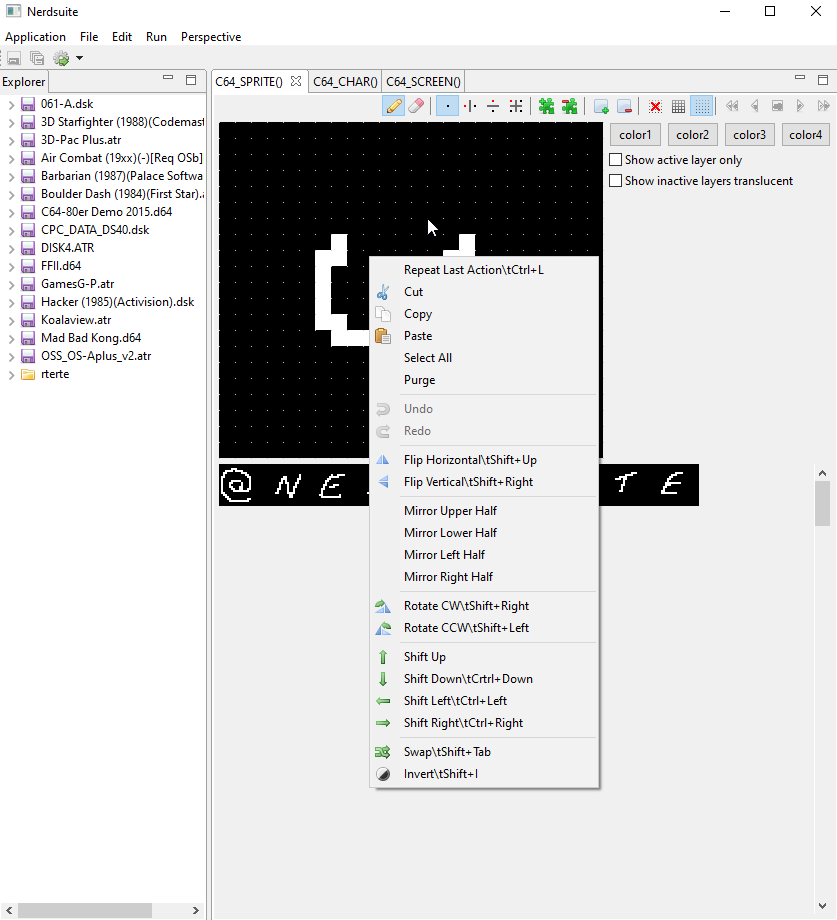 Nerdsuite
Application File Edit Run Perspective
Explorer
C64_SPRITE() C64_CHAR() C64_SCREEN()
061-A.dsk
3D Starfighter (1988)(Codemast
3D-Pac Plus.atr
Air Combat (19xx)(-)[Req OSb]
Barbarian (1987)(Palace Softwa
Boulder Dash (1984)(First Star).a
C64-80er Demo 2015.d64
CPC_DATA_DS40.dsk
DISK4.ATR
FFII.d64
GamesG-P.atr
Hacker (1985)(Activision).dsk
Koalaview.atr
Mad Bad Kong.d64
OSS_OS-Aplus_v2.atr
rterte
color1 color2 color3 color4
Show active layer only
Show inactive layers translucent
Repeat Last Action\tCtrl+L
Cut
Copy
Paste
Select All
Purge
Undo
Redo
Flip Horizontal\tShift+Up
Flip Vertical\tShift+Right
Mirror Upper Half
Mirror Lower Half
Mirror Left Half
Mirror Right Half
Rotate CW\tShift+Right
Rotate CCW\tShift+Left
Shift Up
Shift Down\tCrtrl+Down
Shift Left\tCtrl+Left
Shift Right\tCtrl+Right
Swap\tShift+Tab
Invert\tShift+I
@ N E T E